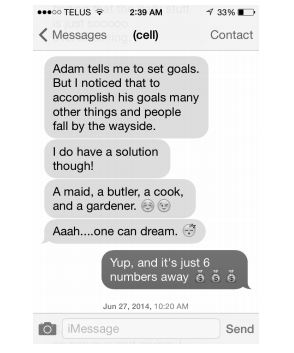 TELUS 2:39 AM 33%
Messages (cell) Contact
Adam tells me to set goals.
But I noticed that to
accomplish his goals many
other things and people
fall by the wayside.
I do have a solution
though!
A maid, a butler, a cook,
and a gardener.
Aaah....one can dream. 😴
Yup, and it's just 6
numbers away 💰💰💰
Jun 27, 2014, 10:20 AM
iMessage Send